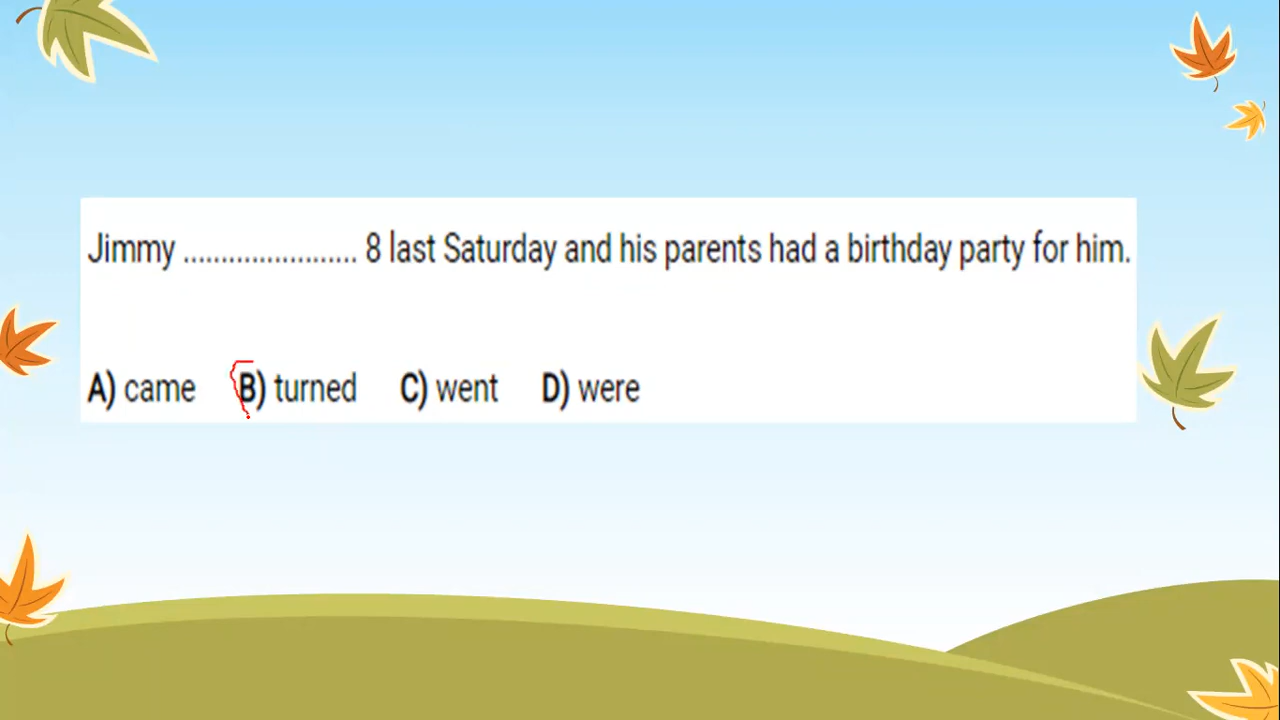 Jimmy ....................... 8 last Saturday and his parents had a birthday party for him.
A) came B) turned C) went D) were